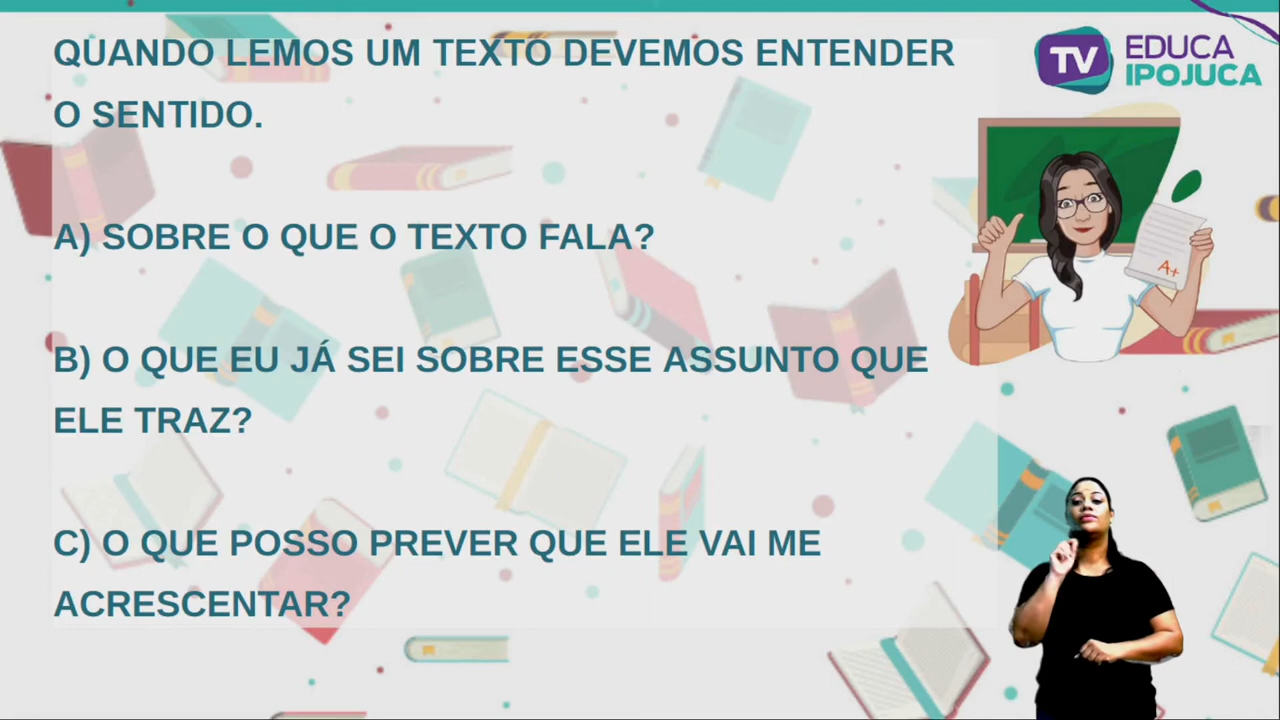 QUANDO LEMOS UM TEXTO DEVEMOS ENTENDER
O SENTIDO.
A) SOBRE O QUE O TEXTO FALA?
B) O QUE EU JÁ SEI SOBRE ESSE ASSUNTO QUE
ELE TRAZ?
C) O QUE POSSO PREVER QUE ELE VAI ME
ACRESCENTAR?
TV EDUCA
IPOJUCA
A+